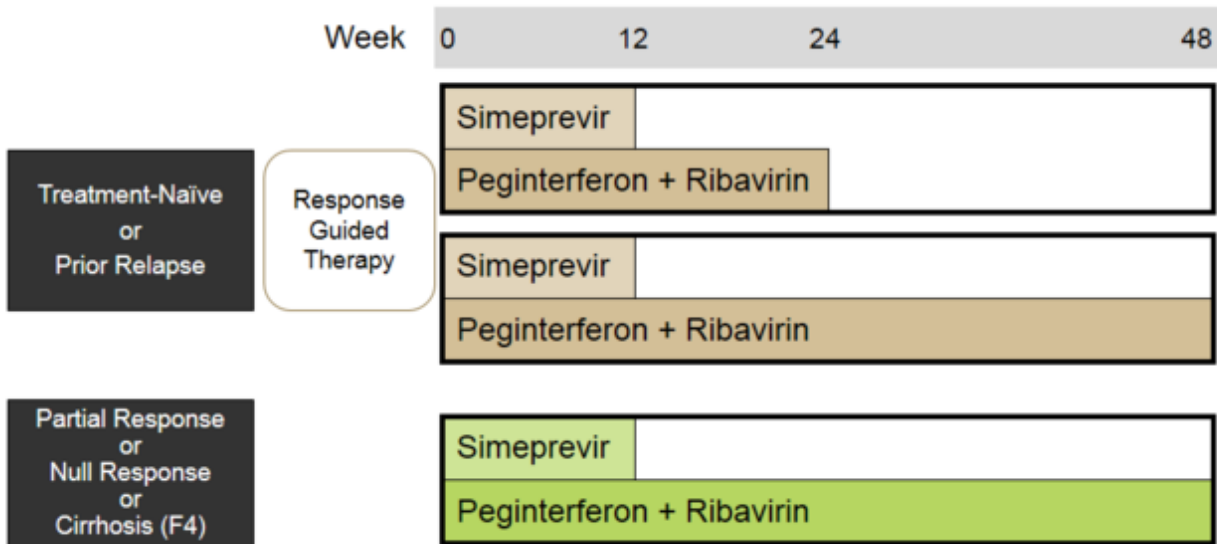 Week 0 12 24 48
Simeprevir
Peginterferon + Ribavirin
Treatment-Naïve
or
Prior Relapse
Response
Guided
Therapy
Simeprevir
Peginterferon + Ribavirin
Partial Response
or
Null Response
or
Cirrhosis (F4)
Simeprevir
Peginterferon + Ribavirin